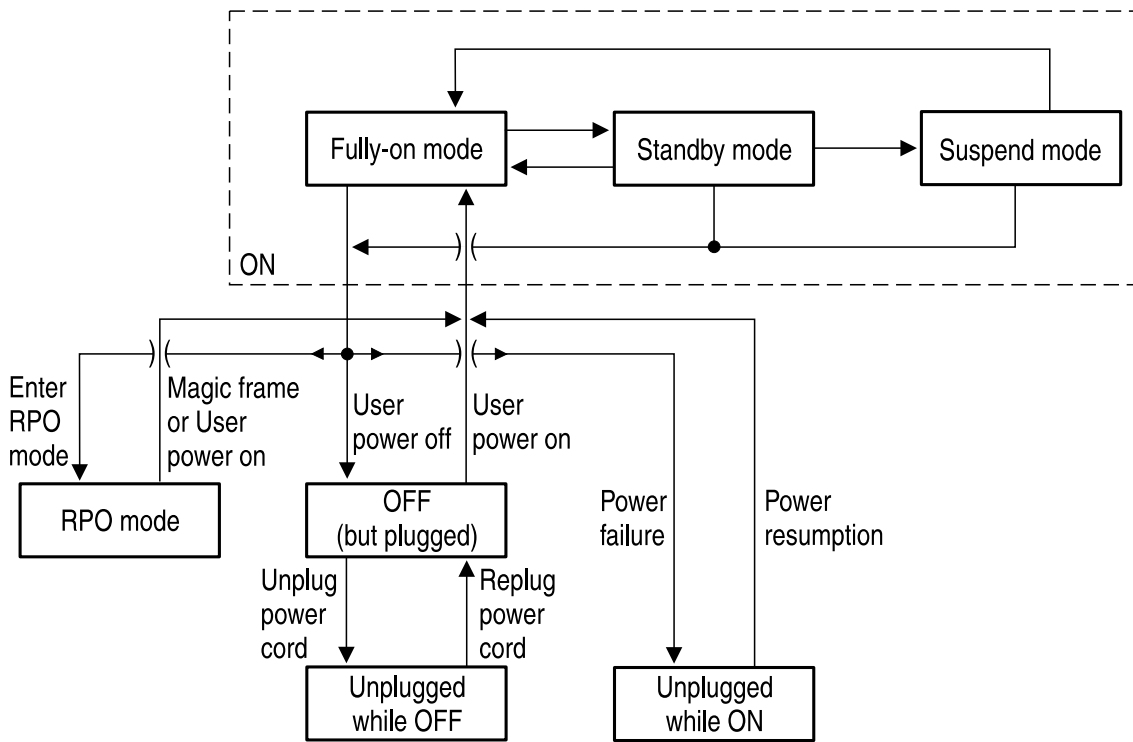 Fully-on mode
Standby mode
Suspend mode
ON
Enter
RPO
mode
Magic frame
or User
power on
User
power off
User
power on
RPO mode
OFF
(but plugged)
Power
failure
Power
resumption
Unplug
power
cord
Replug
power
cord
Unplugged
while OFF
Unplugged
while ON